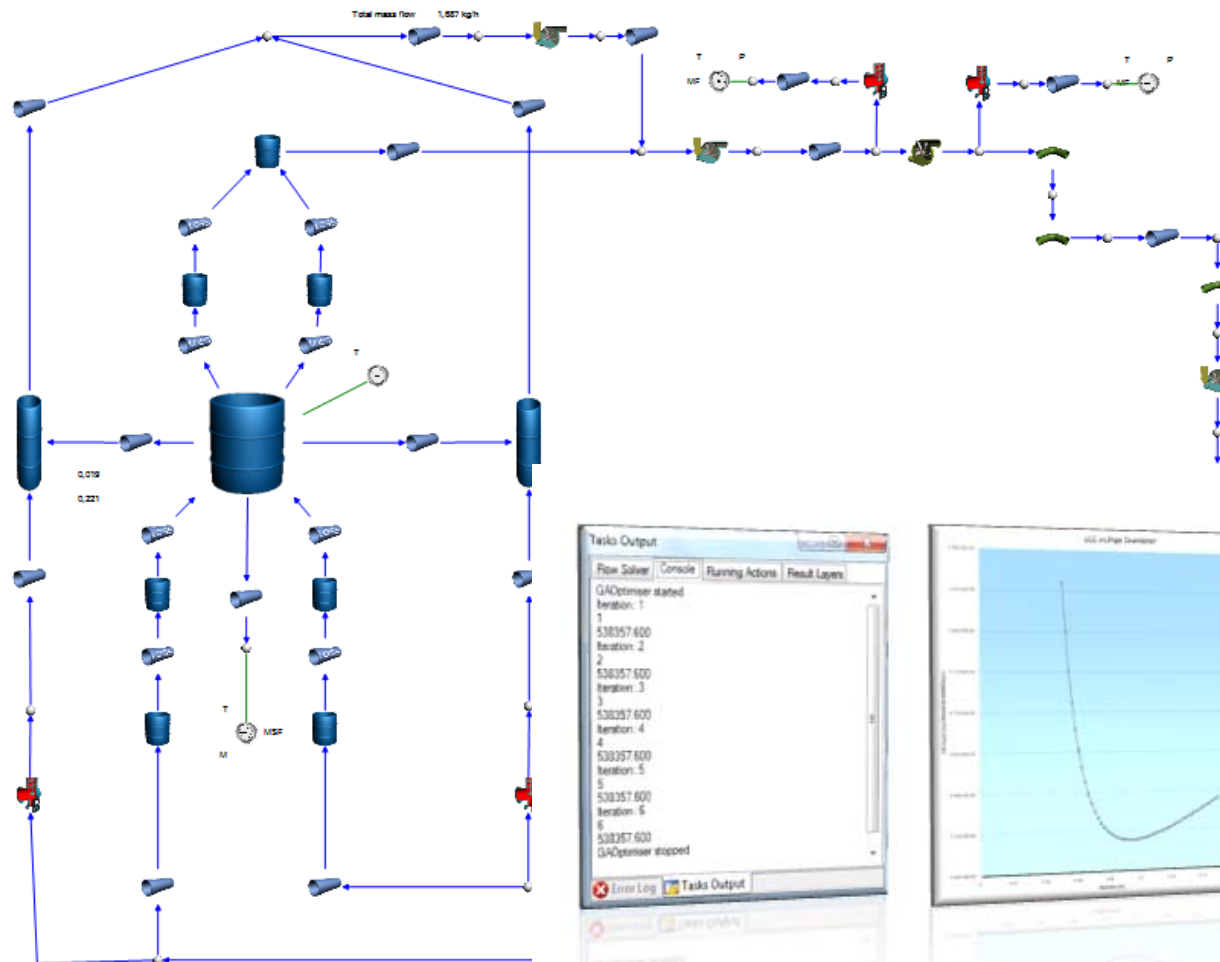 Total mass flow 1,687 kg/h
T P
MF
T P
MF
T
0,019
0,221
T
MSF
M
Tasks Output
Flow Solver Console Running Actions Result Layers
GAOptimiser started
Iteration: 1
1
538357.600
Iteration: 2
2
538357.600
Iteration: 3
3
538357.600
Iteration: 4
4
538357.600
Iteration: 5
5
538357.600
Iteration: 6
6
538357.600
GAOptimiser stopped
Error Log Tasks Output
Pipe Diameter